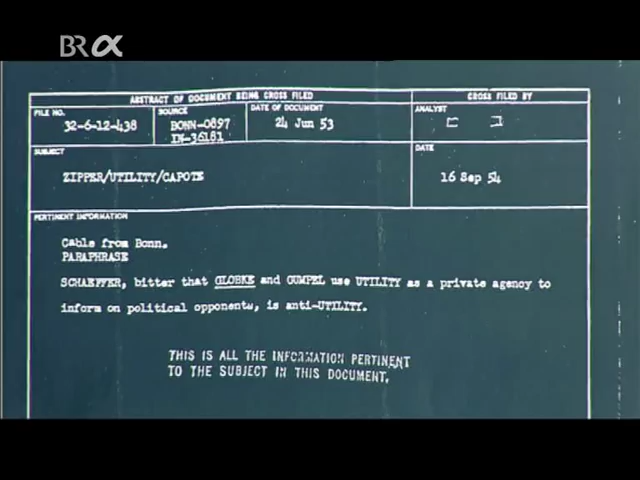 BRα
ABSTRACT OF DOCUMENT BEING CROSS FILED
CROSS FILED BY
FILE NO.
32-6-12-438
SOURCE
BONN-0897
IN-36181
DATE OF DOCUMENT
24 Jun 53
ANALYST
SUBJECT
ZIPPER/UTILITY/CAPOTE
DATE
16 Sep 54
PERTINENT INFORMATION
Cable from Bonn.
PARAPHRASE
SCHAEFFER, bitter that GLOBKE and GUMPEL use UTILITY as a private agency to
inform on political opponents, is anti-UTILITY.
THIS IS ALL THE INFORMATION PERTINENT
TO THE SUBJECT IN THIS DOCUMENT.